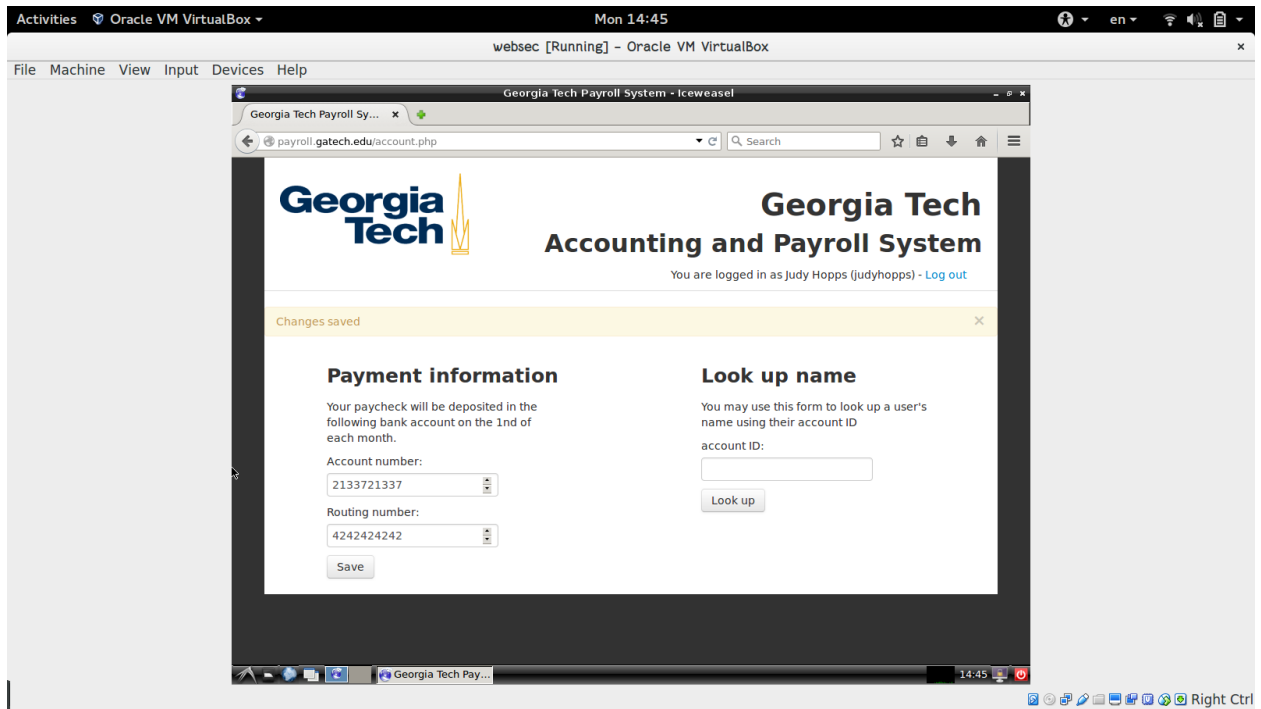 Activities Oracle VM VirtualBox Mon 14:45 en
websec [Running] – Oracle VM VirtualBox ×
File Machine View Input Devices Help
Georgia Tech Payroll System - Iceweasel
Georgia Tech Payroll Sy...
payroll.gatech.edu/account.php Search
Georgia
Tech
Georgia Tech
Accounting and Payroll System
You are logged in as Judy Hopps (judyhopps) - Log out
Changes saved ×
Payment information
Your paycheck will be deposited in the
following bank account on the 1nd of
each month.
Account number:
2133721337
Routing number:
4242424242
Save
Look up name
You may use this form to look up a user's
name using their account ID
account ID:
Look up
Georgia Tech Pay... 14:45
Right Ctrl